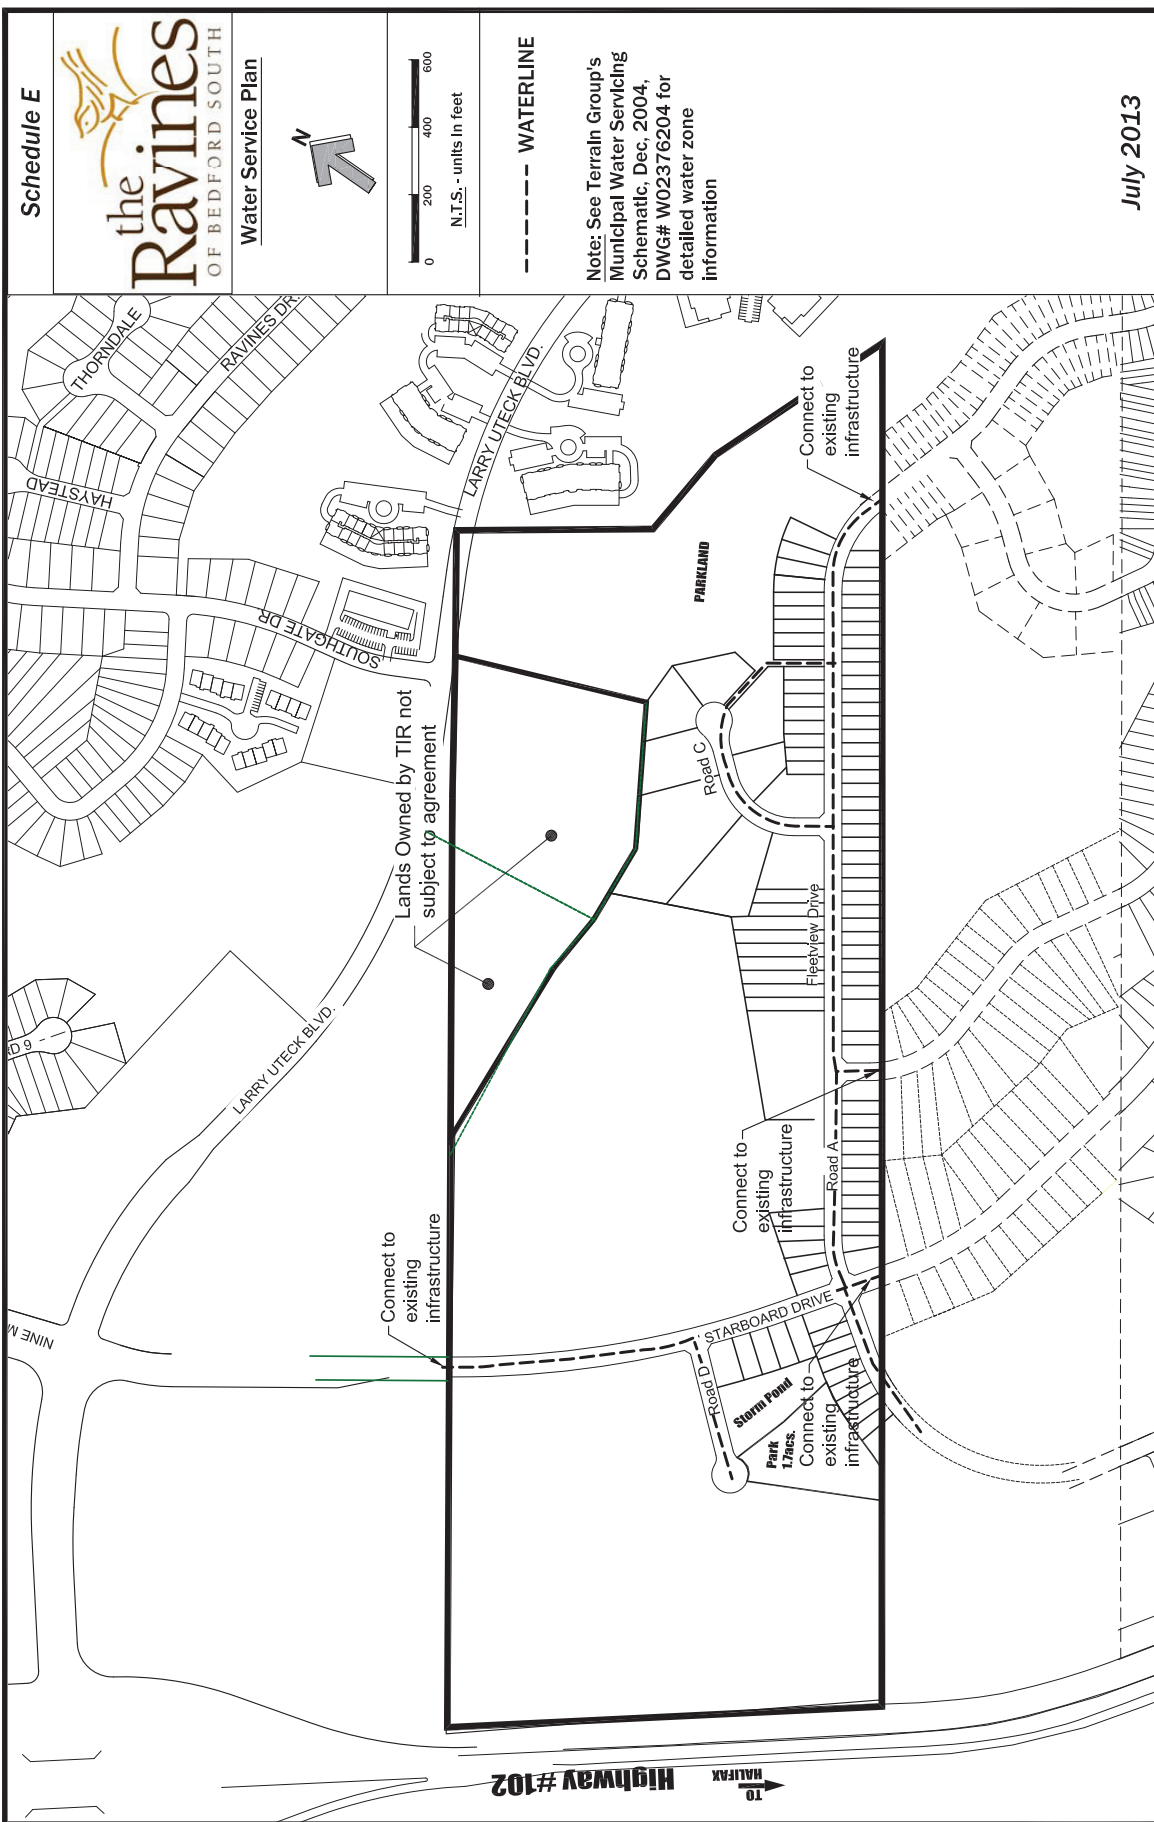 Schedule E
the
Ravines
OF BEDFORD SOUTH
Water Service Plan
N
0 200 400 600
N.T.S. - units in feet
WATERLINE
Note: See Terrain Group's
Municipal Water Servicing
Schematic, Dec, 2004,
DWG# W02376204 for
detailed water zone
information
July 2013
THORNDALE
RAVINES DR.
HAYSTEAD
SOUTHGATE DR
LARRY UTECK BLVD.
LARRY UTECK BLVD.
Lands Owned by TIR not
subject to agreement
PARKLAND
Connect to
existing
infrastructure
Road C
Fleetview Drive
Road A
Connect to
existing
infrastructure
Connect to
existing
infrastructure
STARBOARD DRIVE
Road D
Storm Pond
Park
1.7acs.
Connect to
existing
infrastructure
RD 9
NINE M
Highway #102
TO
HALIFAX